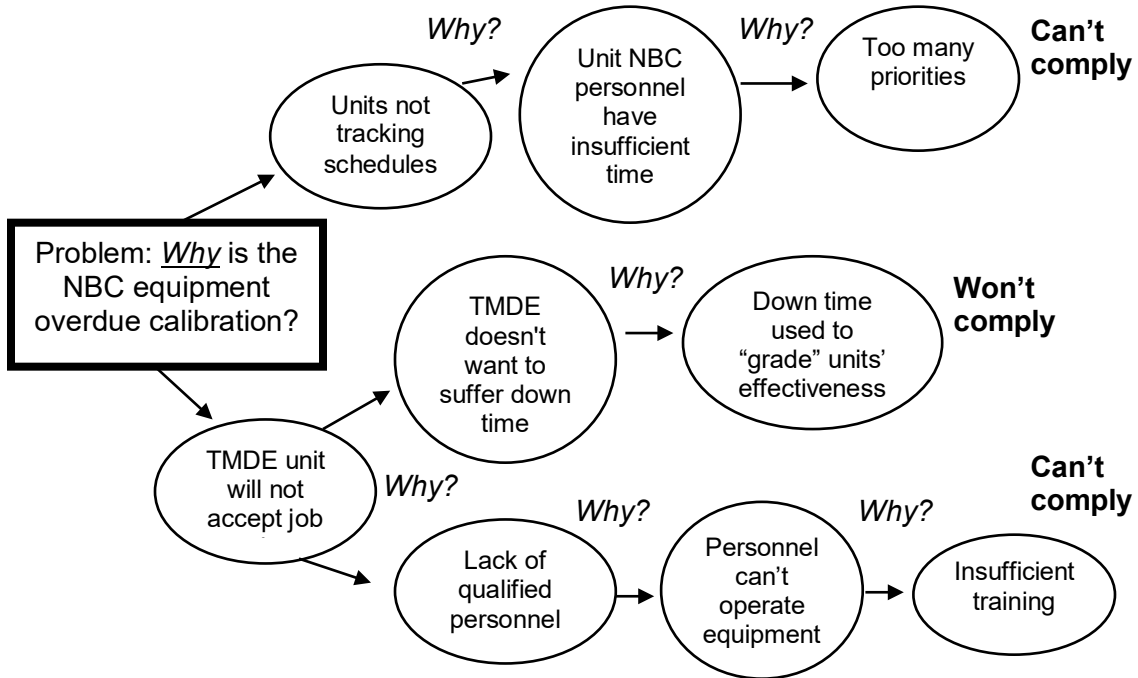 Why?
Why?
Can't
comply
Units not
tracking
schedules
Unit NBC
personnel
have
insufficient
time
Too many
priorities
Problem: Why is the
NBC equipment
overdue calibration?
Why?
Won’t
comply
TMDE
doesn't
want to
suffer down
time
Down time
used to
“grade” units’
effectiveness
TMDE unit
will not
accept job
Why?
Why?
Why?
Can’t
comply
Lack of
qualified
personnel
Personnel
can’t
operate
equipment
Insufficient
training